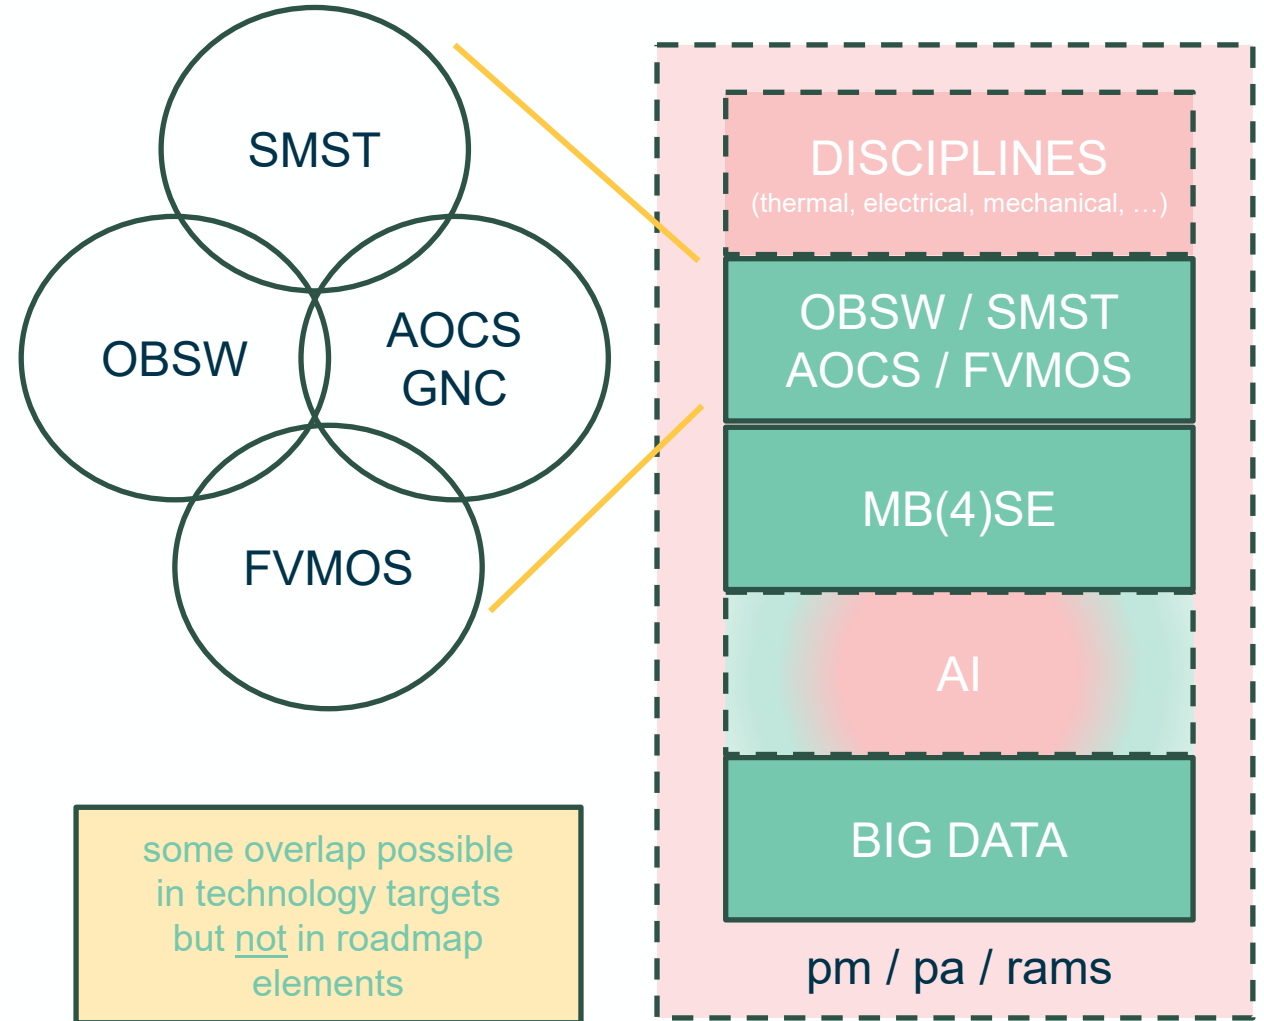 SMST
OBSW
AOCS
GNC
FVMOS
some overlap possible
in technology targets
but not in roadmap
elements
DISCIPLINES
(thermal, electrical, mechanical, …)
OBSW / SMST
AOCS / FVMOS
MB(4)SE
AI
BIG DATA
pm / pa / rams